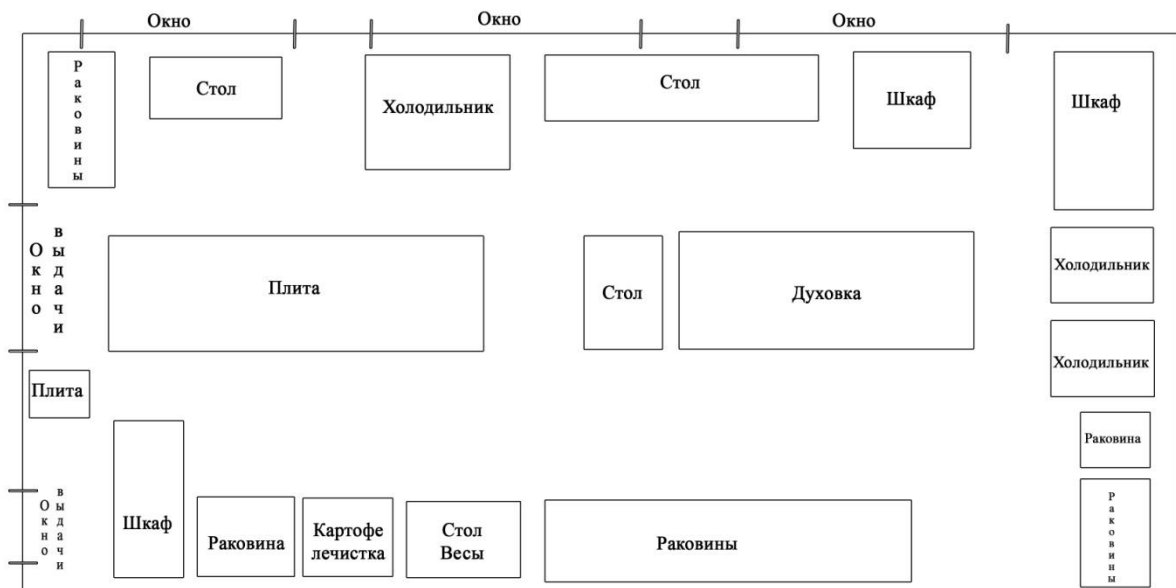 Окно
Окно
Окно
Раковины
Стол
Холодильник
Стол
Шкаф
Шкаф
Окно
выдачи
Плита
Стол
Духовка
Холодильник
Холодильник
Плита
Раковина
Окно
выдачи
Шкаф
Раковина
Картофе
лечистка
Стол
Весы
Раковины
Раковины